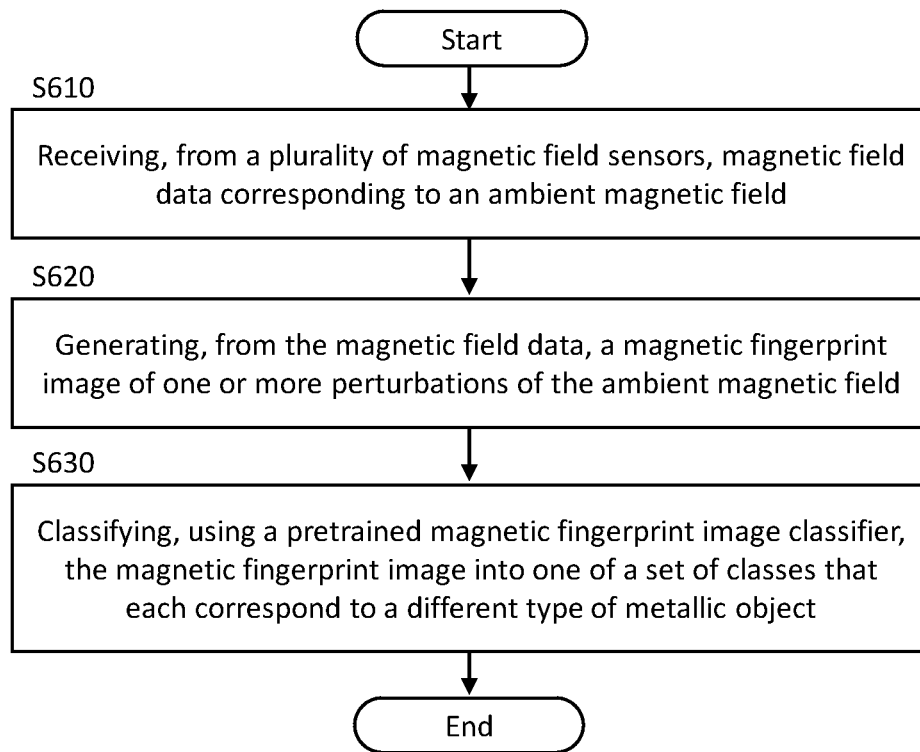 Start
S610
Receiving, from a plurality of magnetic field sensors, magnetic field
data corresponding to an ambient magnetic field
S620
Generating, from the magnetic field data, a magnetic fingerprint
image of one or more perturbations of the ambient magnetic field
S630
Classifying, using a pretrained magnetic fingerprint image classifier,
the magnetic fingerprint image into one of a set of classes that
each correspond to a different type of metallic object
End